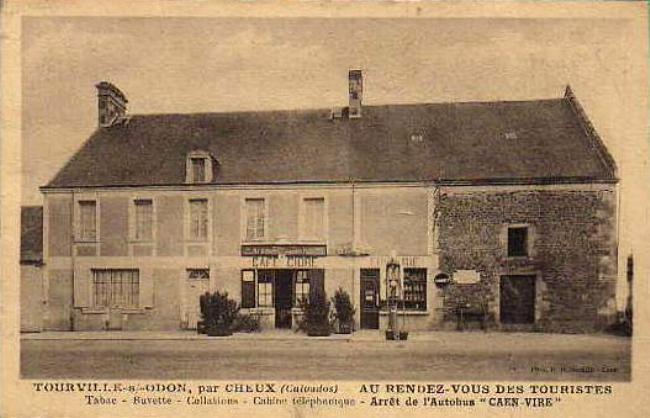 CAFÉ CIDRE
TOURVILLE-s/-ODON, par CHEUX (Calvados) AU RENDEZ-VOUS DES TOURISTES
Tabac - Buvette - Collations - Cabine téléphonique - Arrêt de l'Autobus "CAEN-VIRE"